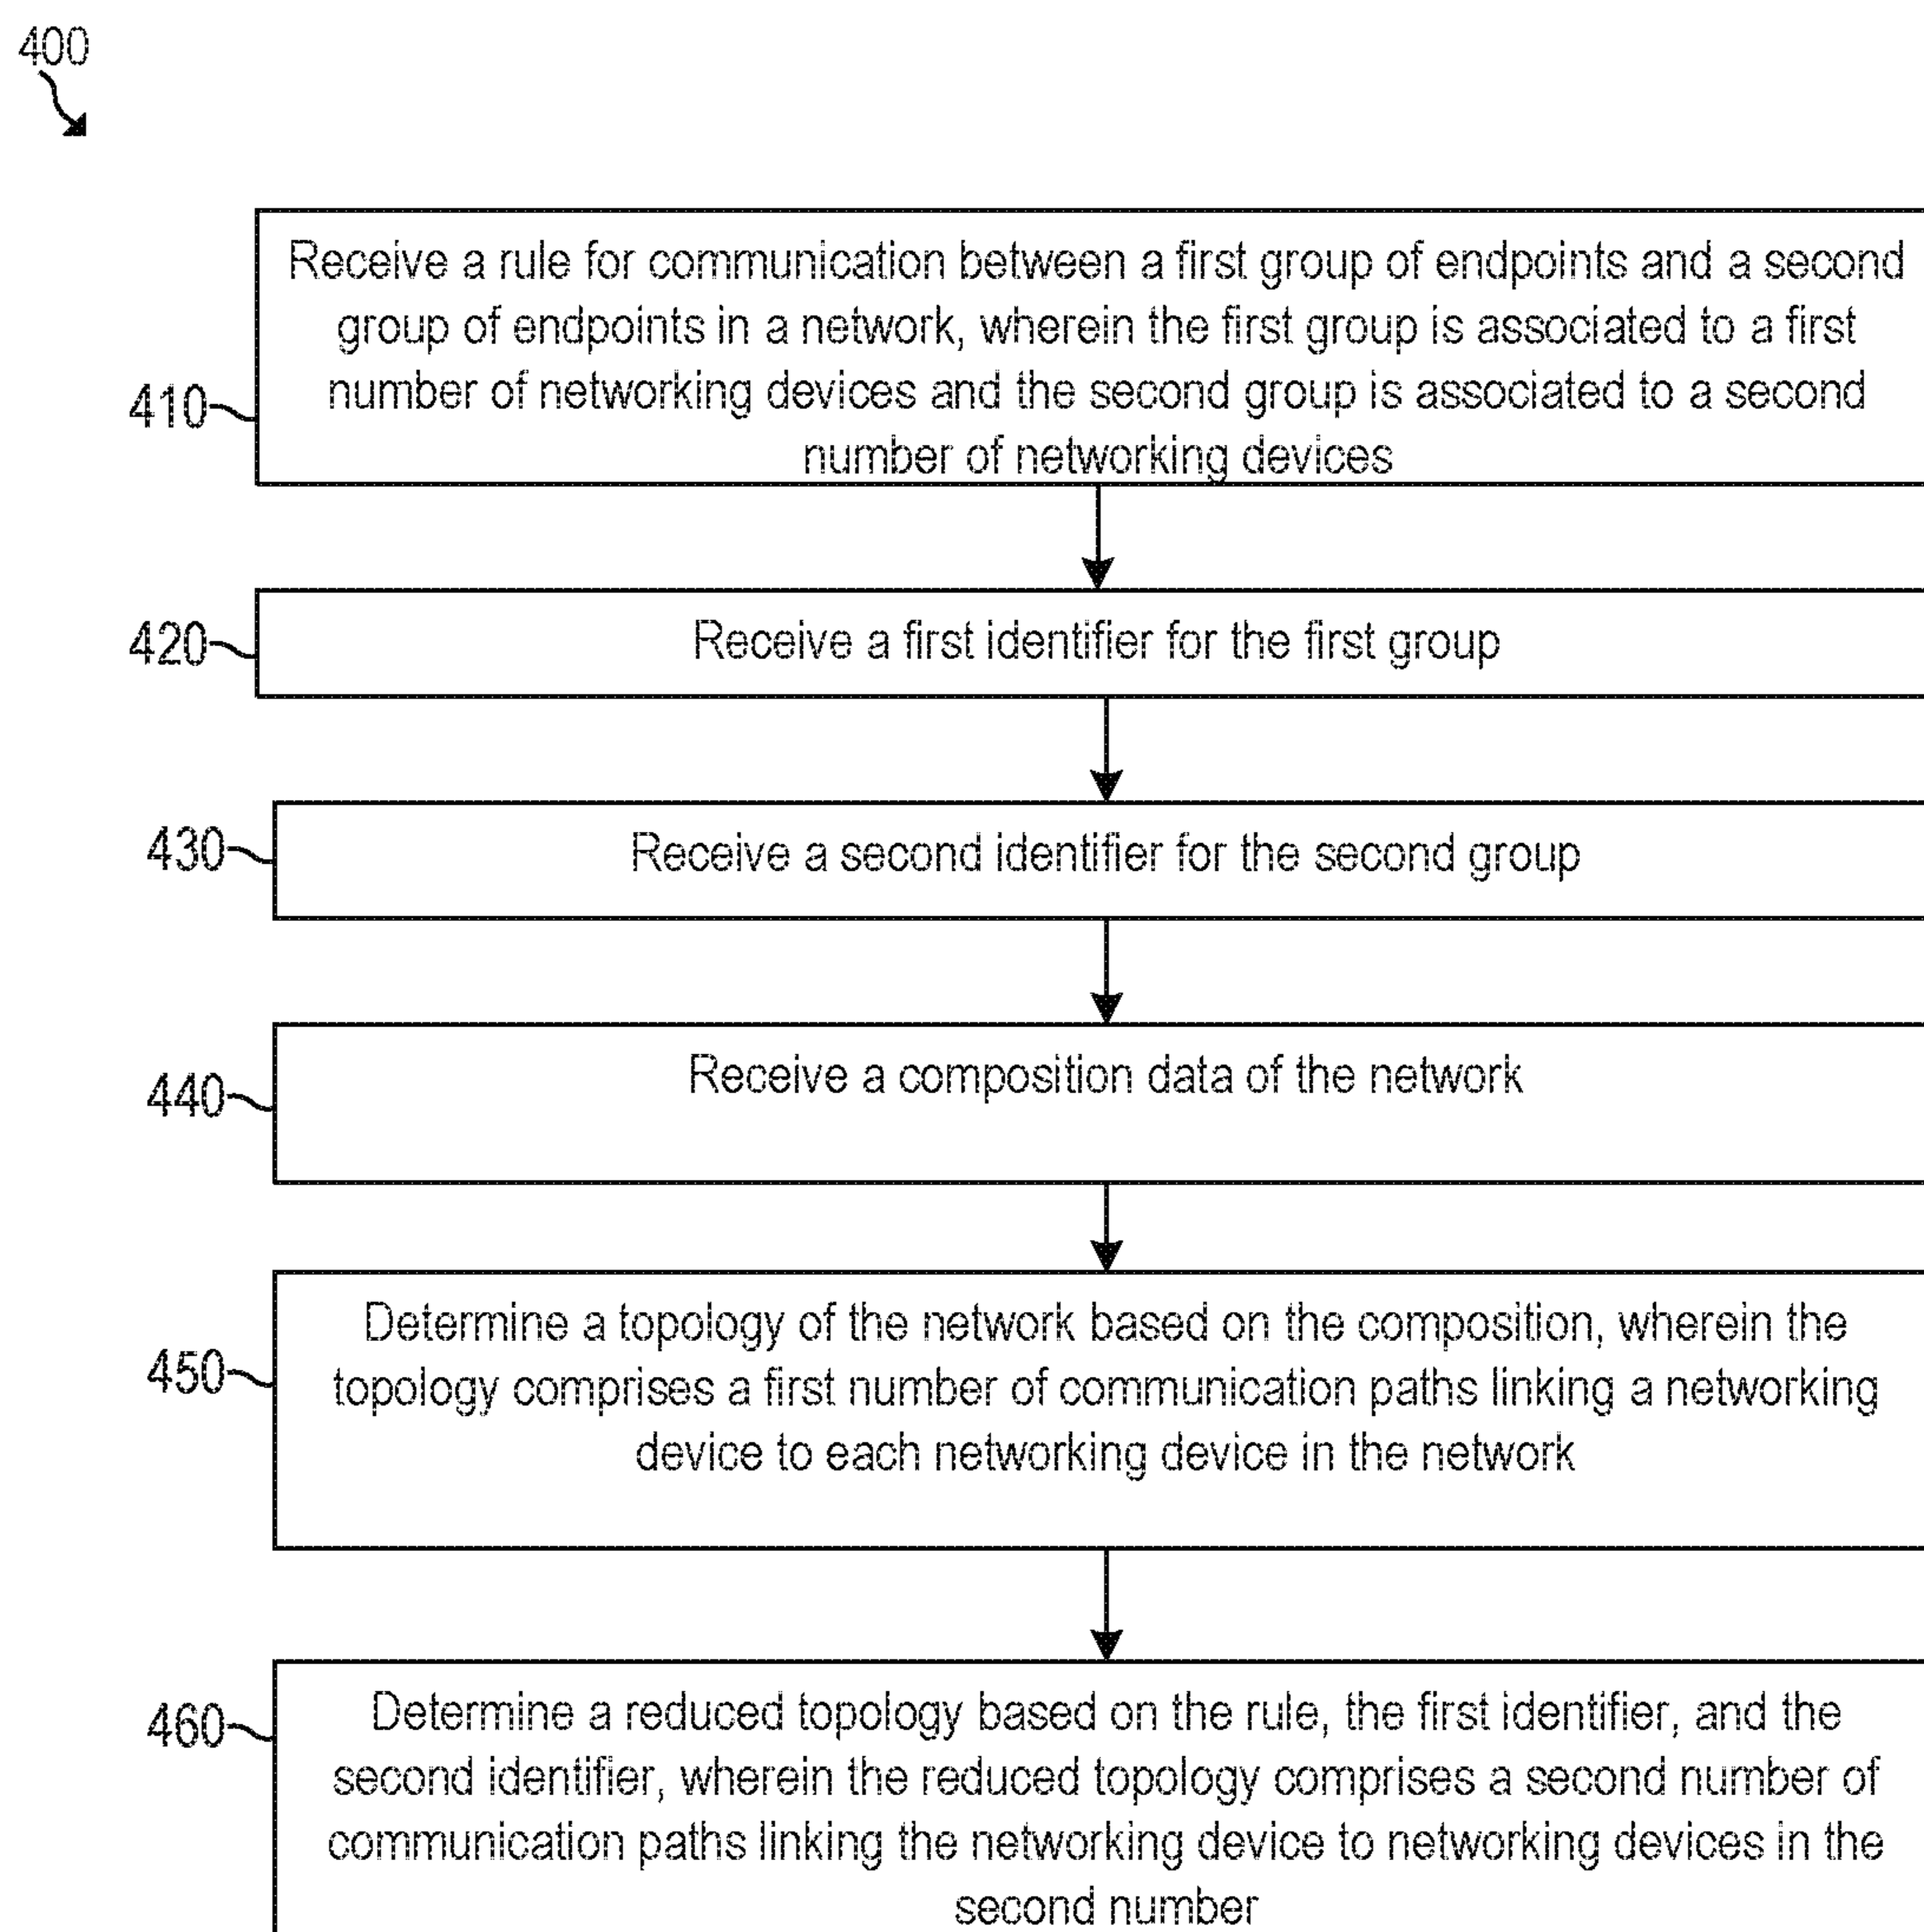 400
Receive a rule for communication between a first group of endpoints and a second
group of endpoints in a network, wherein the first group is associated to a first
number of networking devices and the second group is associated to a second
number of networking devices
410
Receive a first identifier for the first group
420
Receive a second identifier for the second group
430
Receive a composition data of the network
440
Determine a topology of the network based on the composition, wherein the
topology comprises a first number of communication paths linking a networking
device to each networking device in the network
450
Determine a reduced topology based on the rule, the first identifier, and the
second identifier, wherein the reduced topology comprises a second number of
communication paths linking the networking device to networking devices in the
second number
460